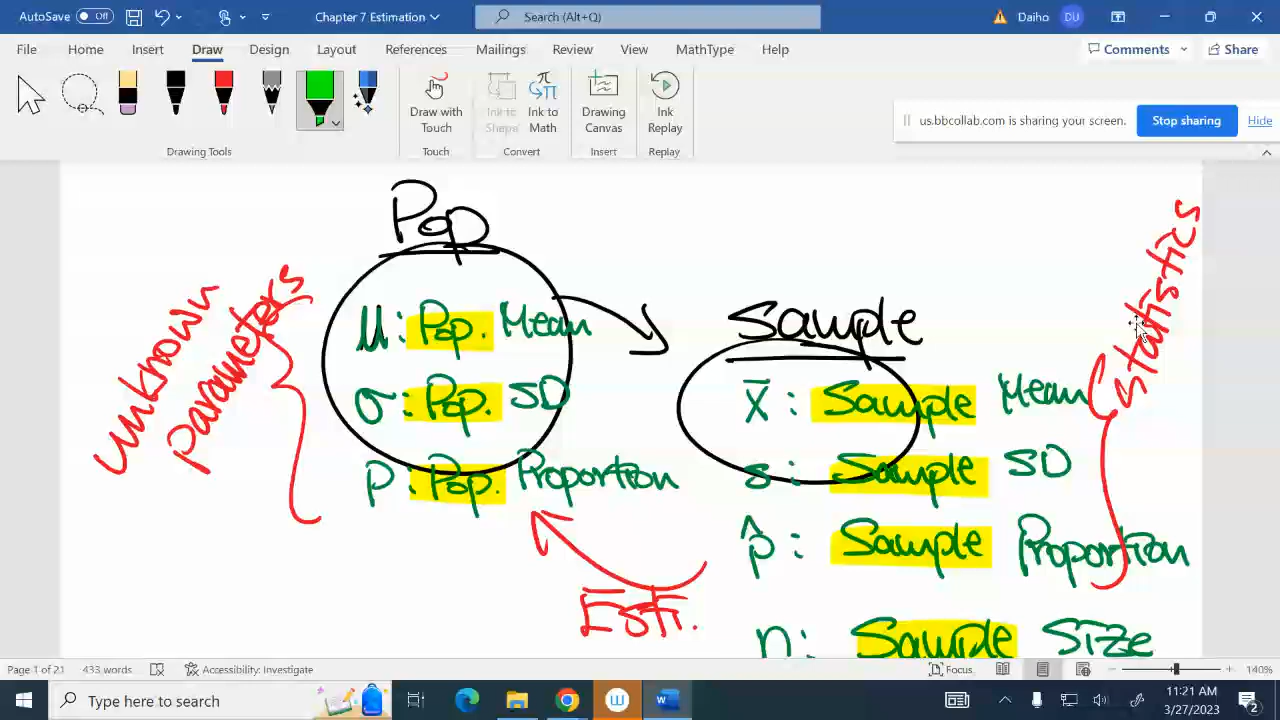 AutoSave Off
Chapter 7 Estimation
Search (Alt+Q)
Daiho DU
File Home Insert Draw Design Layout References Mailings Review View MathType Help
Comments Share
Draw with Touch
Ink to Shape
Ink to Math
Drawing Canvas
Ink Replay
Drawing Tools Touch Convert Insert Replay
us.bbcollab.com is sharing your screen. Stop sharing Hide
Pop
μ: Pop. Mean
σ: Pop. SD
p: Pop. Proportion
unknown
parameters
Sample
x̄: Sample Mean
s: Sample SD
p̂: Sample Proportion
n: Sample Size
Statistics
Esti.
Page 1 of 21 433 words Accessibility: Investigate Focus 140%
Type here to search
11:21 AM
3/27/2023
2